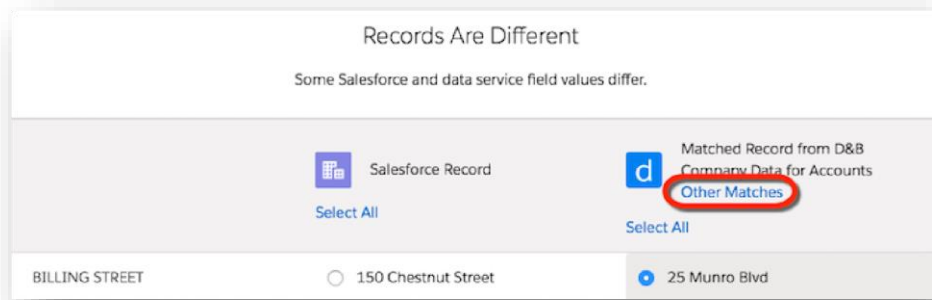 Records Are Different
Some Salesforce and data service field values differ.
Salesforce Record
Select All
d
Matched Record from D&B
Company Data for Accounts
Other Matches
Select All
BILLING STREET
150 Chestnut Street
25 Munro Blvd